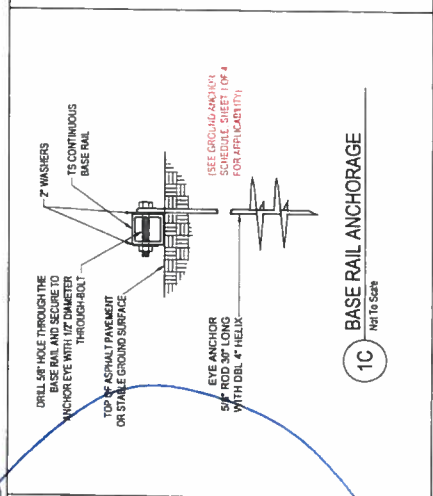 DRILL 5/8" HOLE THROUGH THE
BASE RAIL AND SECURE TO
ANCHOR EYE WITH 1/2" DIAMETER
THROUGH-BOLT
2" WASHERS
TS CONTINUOUS
BASE RAIL
TOP OF ASPHALT PAVEMENT
OR STABLE GROUND SURFACE
EYE ANCHOR
5/8" ROD 30" LONG
WITH DBL 4" HELIX
(SEE GROUND ANCHOR
SCHEDULE, SHEET 1 OF 4
FOR APPLICABILITY)
1C
BASE RAIL ANCHORAGE
Not To Scale